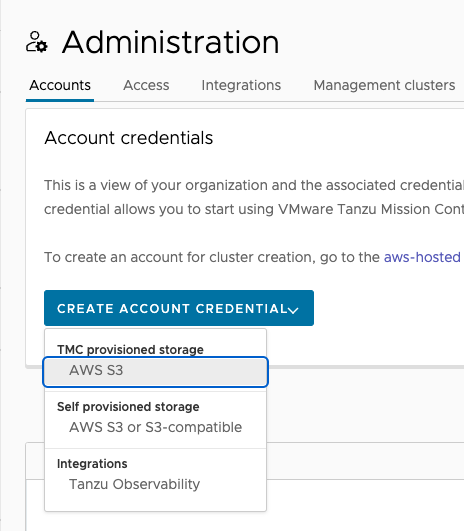 Administration
Accounts Access Integrations Management clusters
Account credentials
This is a view of your organization and the associated credential
credential allows you to start using VMware Tanzu Mission Cont
To create an account for cluster creation, go to the aws-hosted
CREATE ACCOUNT CREDENTIAL
TMC provisioned storage
AWS S3
Self provisioned storage
AWS S3 or S3-compatible
Integrations
Tanzu Observability